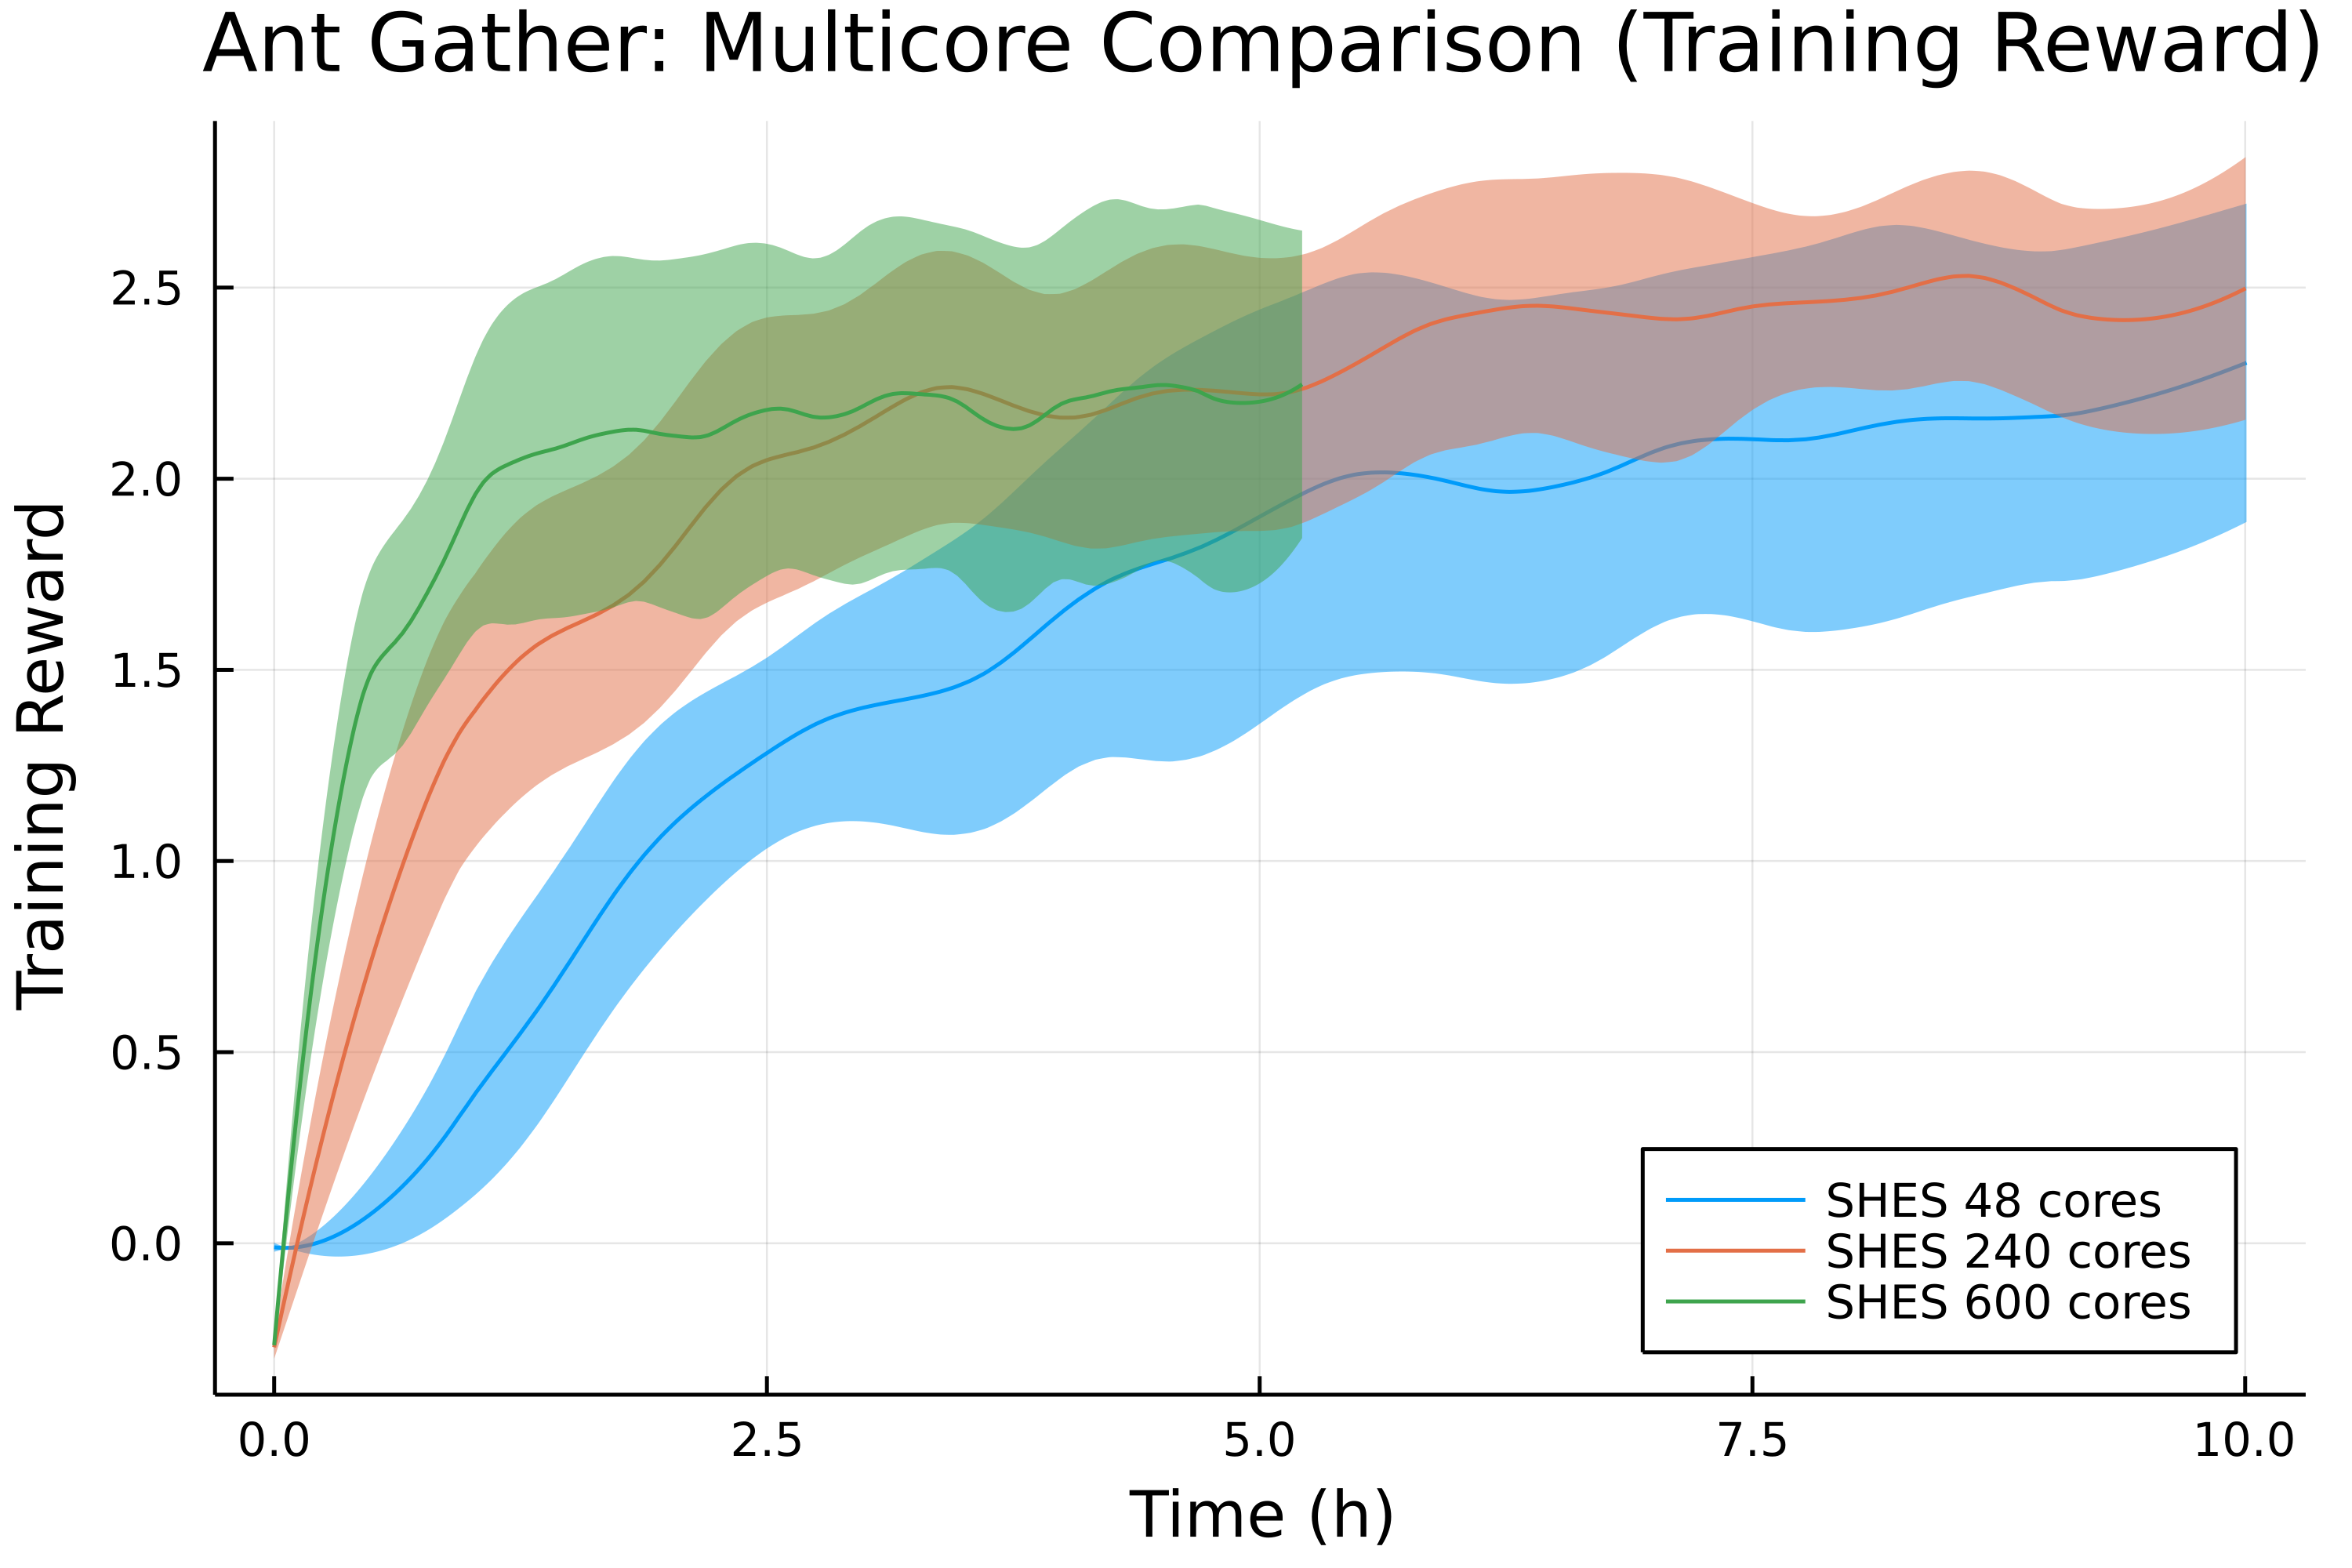 Ant Gather: Multicore Comparison (Training Reward)
Training Reward
2.5
2.0
1.5
1.0
0.5
0.0
SHES 48 cores
SHES 240 cores
SHES 600 cores
0.0 2.5 5.0 7.5 10.0
Time (h)